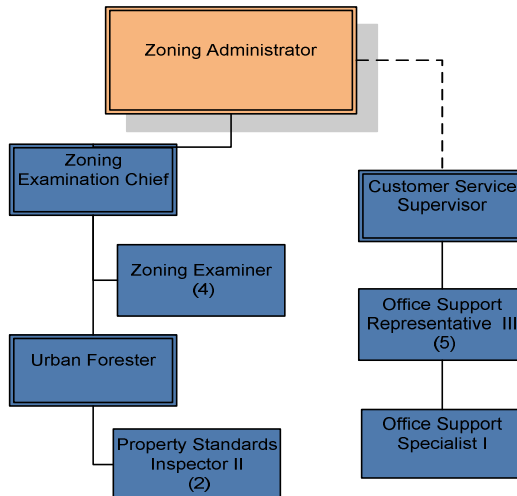 Zoning Administrator
Zoning
Examination Chief
Customer Service
Supervisor
Zoning Examiner
(4)
Office Support
Representative III
(5)
Urban Forester
Office Support
Specialist I
Property Standards
Inspector II
(2)